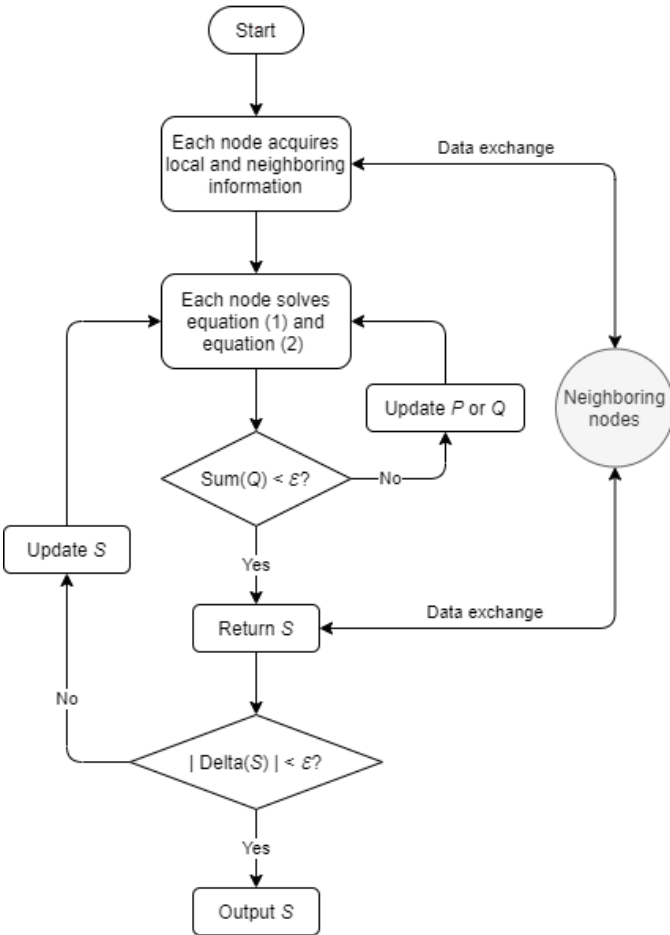 Start
Each node acquires
local and neighboring
information
Data exchange
Each node solves
equation (1) and
equation (2)
Update P or Q
Neighboring
nodes
Sum(Q) < ε?
No
Update S
Yes
Return S
Data exchange
No
| Delta(S) | < ε?
Yes
Output S